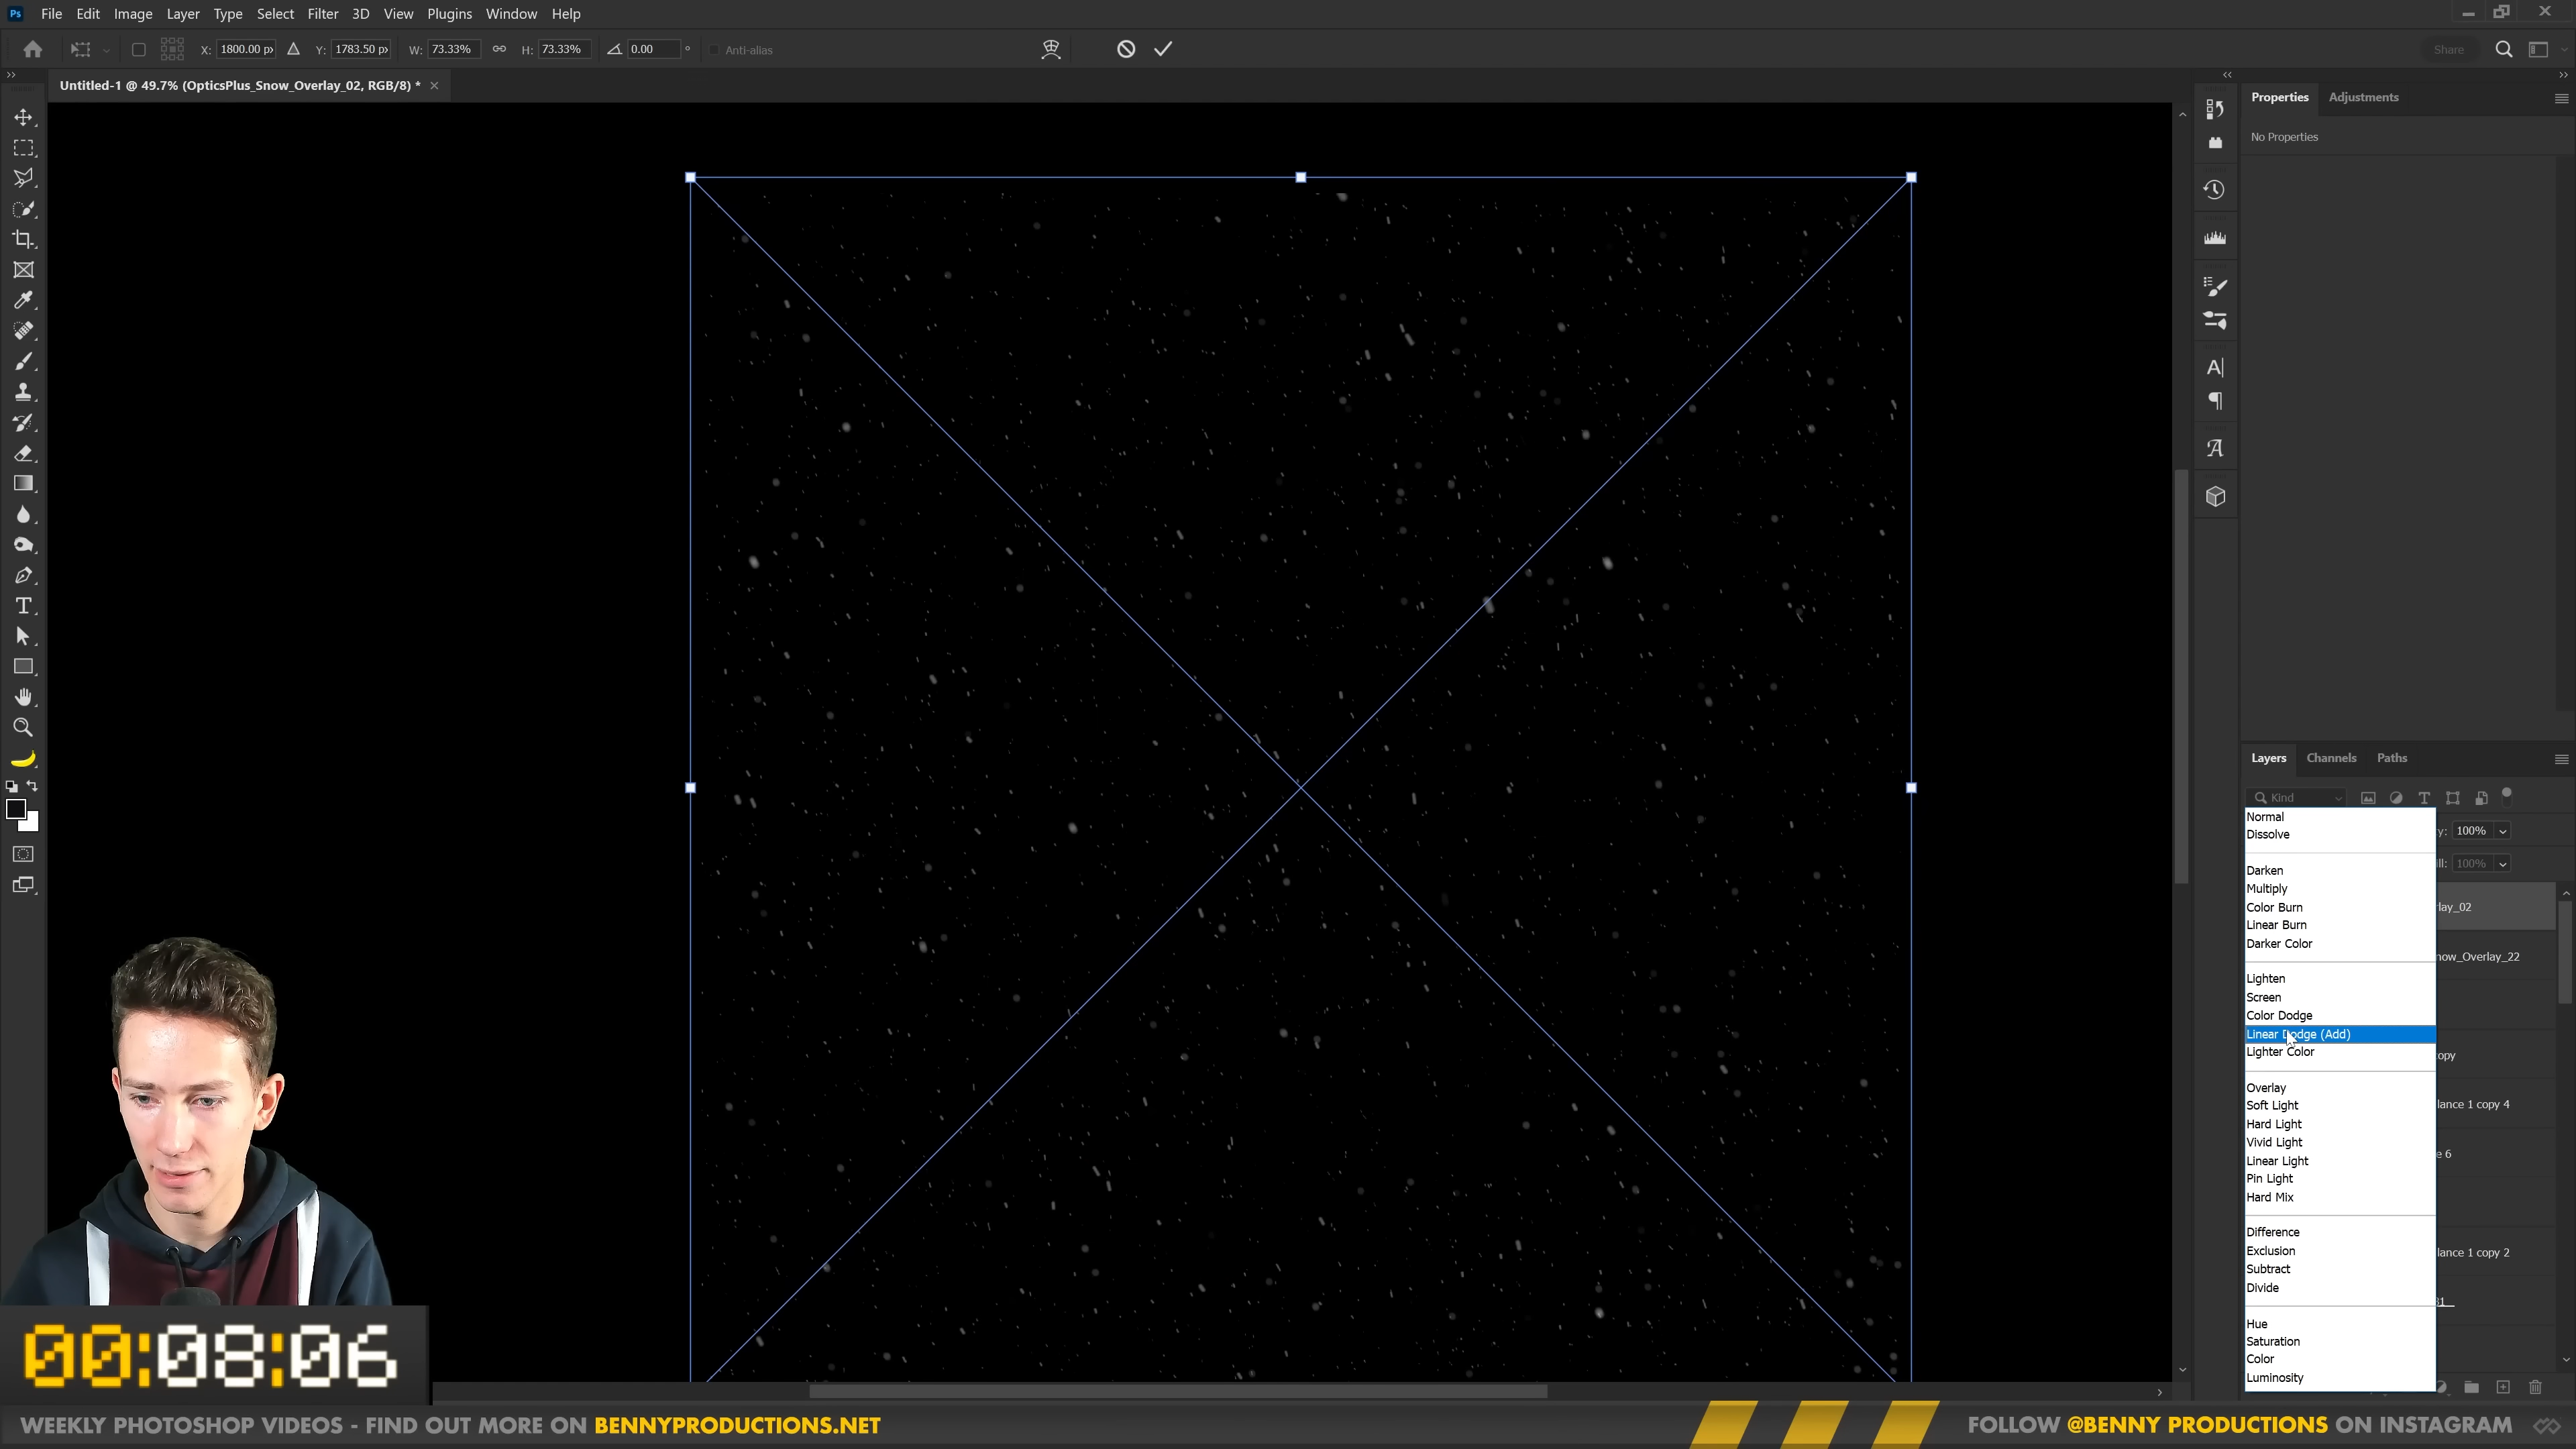 Ps File Edit Image Layer Type Select Filter 3D View Plugins Window Help
X: 1800.00 px Y: 1783.50 px W: 73.33% H: 73.33% 0.00 ° Anti-alias Share
Untitled-1 @ 49.7% (OpticsPlus_Snow_Overlay_02, RGB/8) *
Properties Adjustments
No Properties
Layers Channels Paths
Kind
Normal
Dissolve
y: 100%
ill: 100%
Darken
Multiply
Color Burn
Linear Burn
Darker Color
rlay_02
now_Overlay_22
Lighten
Screen
Color Dodge
Linear Dodge (Add)
Lighter Color
opy
Overlay
Soft Light
Hard Light
Vivid Light
Linear Light
Pin Light
Hard Mix
lance 1 copy 4
e 6
Difference
Exclusion
Subtract
Divide
lance 1 copy 2
Hue
Saturation
Color
Luminosity
00:08:06
WEEKLY PHOTOSHOP VIDEOS - FIND OUT MORE ON BENNYPRODUCTIONS.NET
FOLLOW @BENNY PRODUCTIONS ON INSTAGRAM